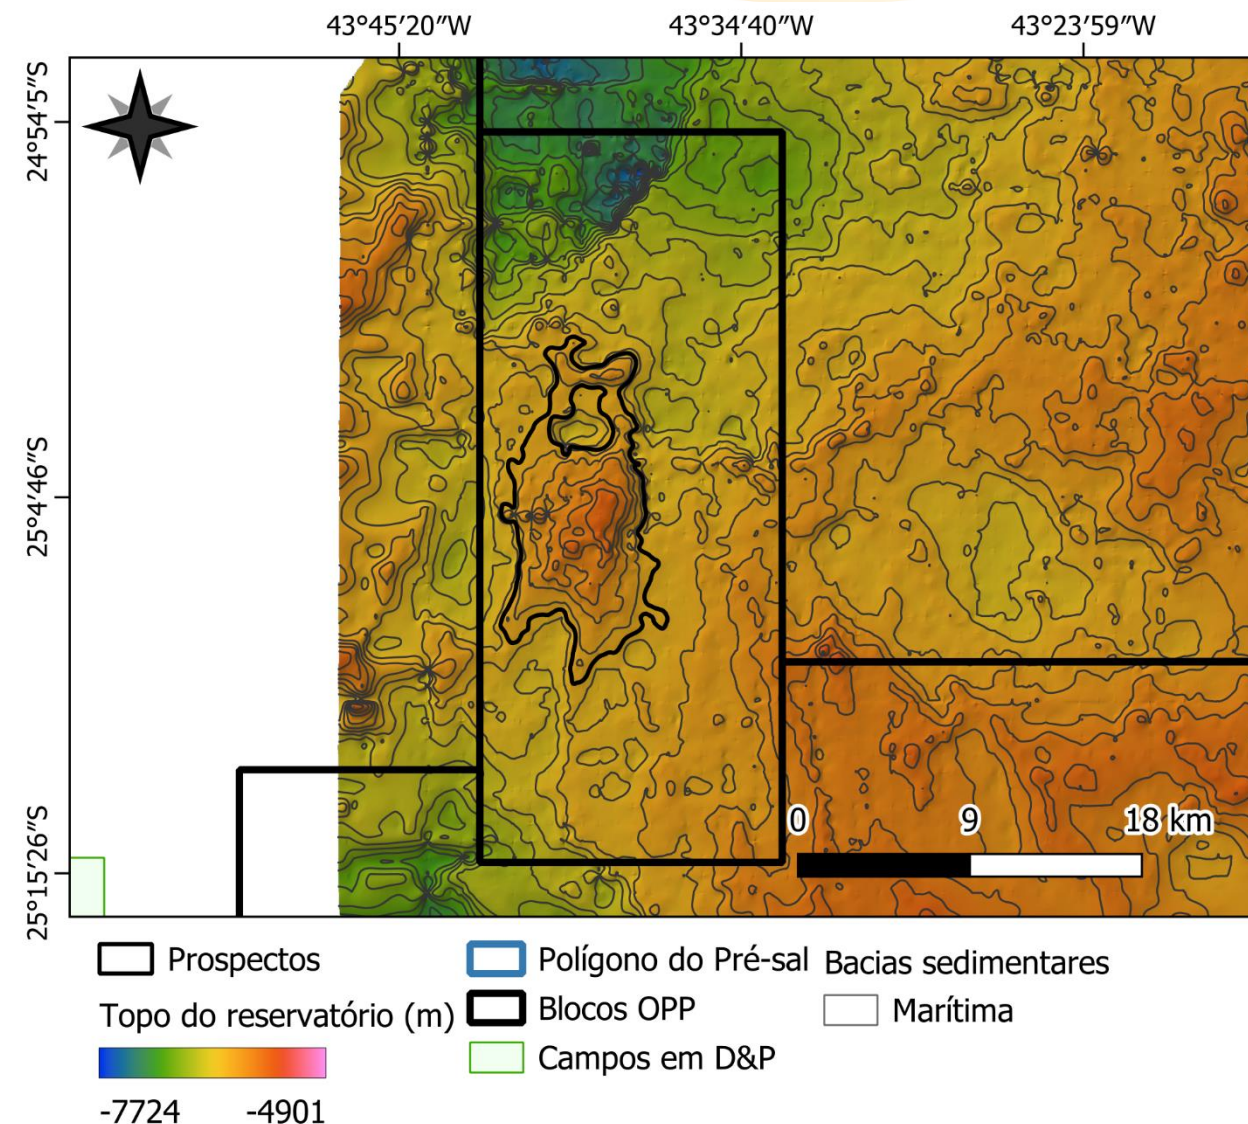 43°45′20″W 43°34′40″W 43°23′59″W
24°54′5″S
25°4′46″S
25°15′26″S
0 9 18 km
Prospectos
Polígono do Pré-sal
Bacias sedimentares
Topo do reservatório (m)
Blocos OPP
Marítima
Campos em D&P
-7724 -4901